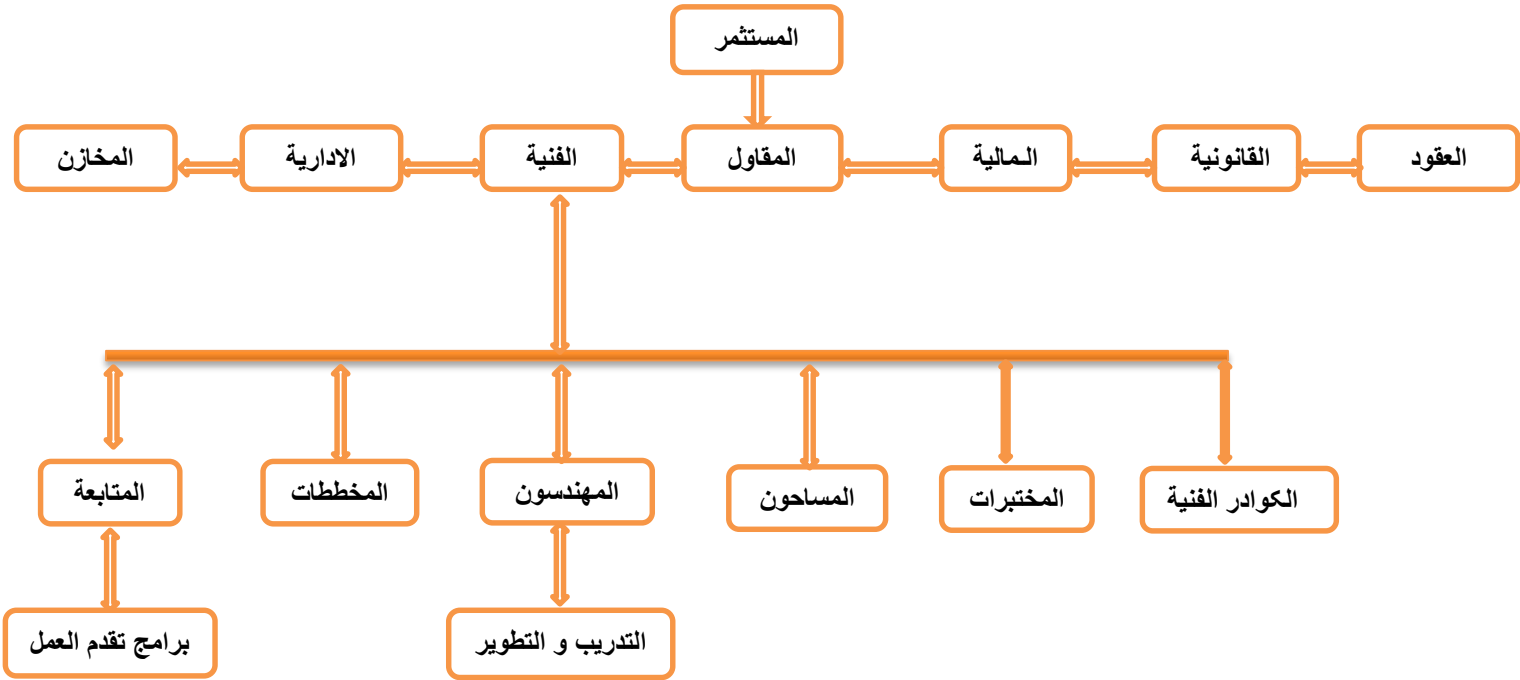 المستثمر
العقود
القانونية
المالية
المقاول
الفنية
الادارية
المخازن
الكوادر الفنية
المختبرات
المساحون
المهندسون
المخططات
المتابعة
التدريب و التطوير
برامج تقدم العمل